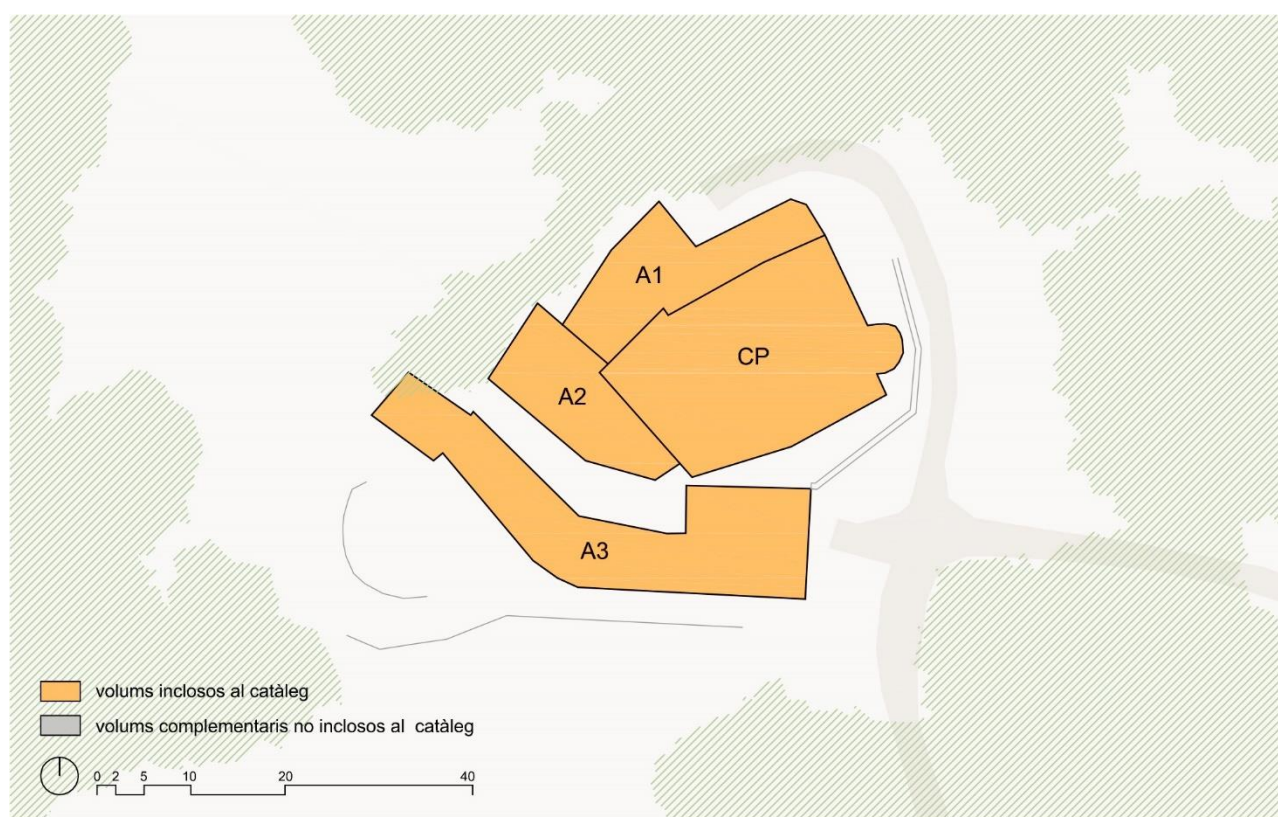 A1
CP
A2
A3
volums inclosos al catàleg
volums complementaris no inclosos al catàleg
0 2 5 10 20 40